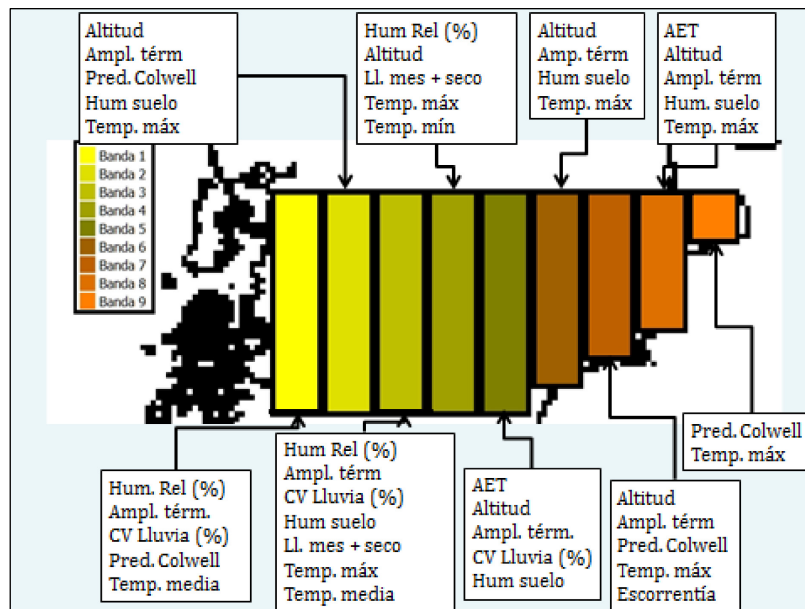 Altitud
Ampl. térm
Pred. Colwell
Hum suelo
Temp. máx
Hum Rel (%)
Altitud
Ll. mes + seco
Temp. máx
Temp. mín
Altitud
Amp. térm
Hum suelo
Temp. máx
AET
Altitud
Ampl. térm
Hum. suelo
Temp. máx
Banda 1
Banda 2
Banda 3
Banda 4
Banda 5
Banda 6
Banda 7
Banda 8
Banda 9
Hum. Rel (%)
Ampl. térm.
CV Lluvia (%)
Pred. Colwell
Temp. media
Hum Rel (%)
Ampl. térm
CV Lluvia (%)
Hum suelo
Ll. mes + seco
Temp. máx
Temp. media
AET
Altitud
Ampl. térm.
CV Lluvia (%)
Hum suelo
Altitud
Ampl. térm
Pred. Colwell
Temp. máx
Escorrentía
Pred. Colwell
Temp. máx